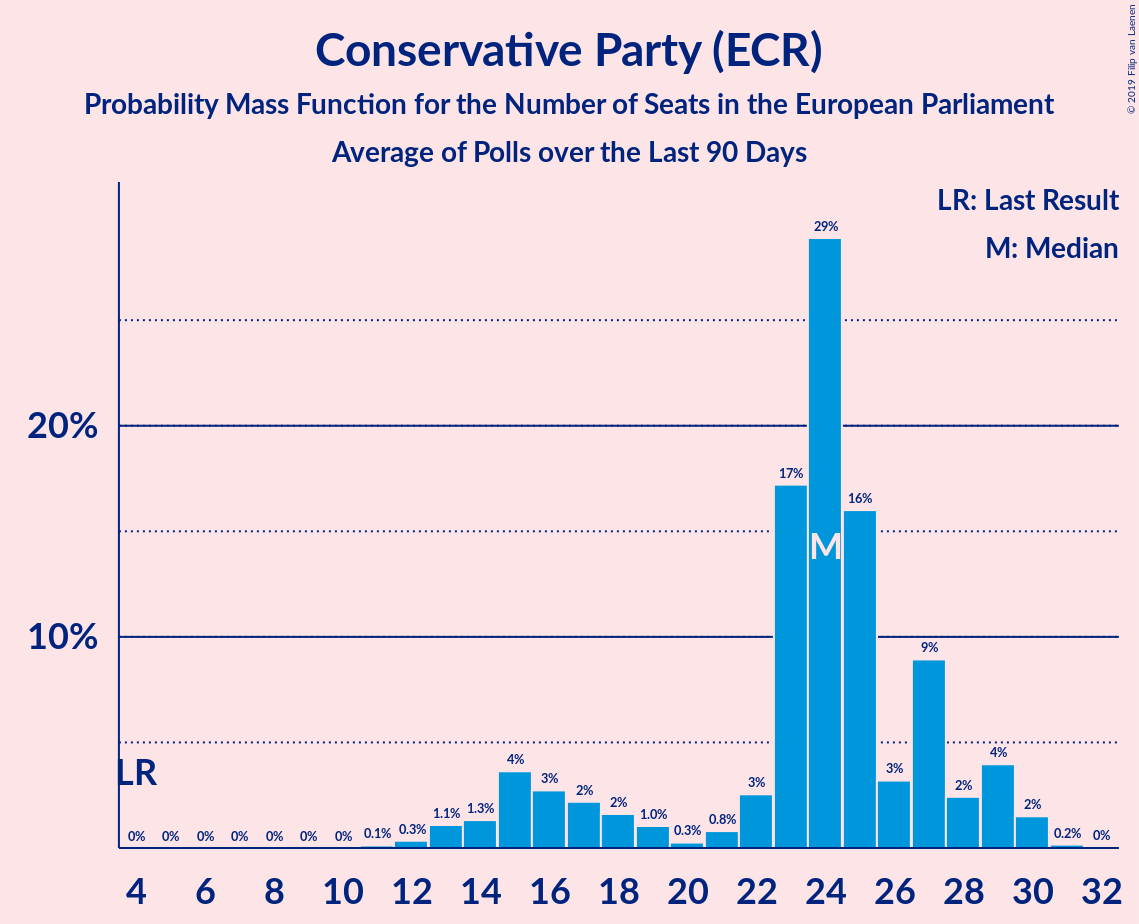 Conservative Party (ECR)
Probability Mass Function for the Number of Seats in the European Parliament
Average of Polls over the Last 90 Days
© 2019 Filip van Laenen
LR: Last Result
M: Median
20%
10%
LR
M
0% 0% 0% 0% 0% 0% 0% 0.1% 0.3% 1.1% 1.3% 4% 3% 2% 2% 1.0% 0.3% 0.8% 3% 17% 29% 16% 3% 9% 2% 4% 2% 0.2% 0%
4 6 8 10 12 14 16 18 20 22 24 26 28 30 32